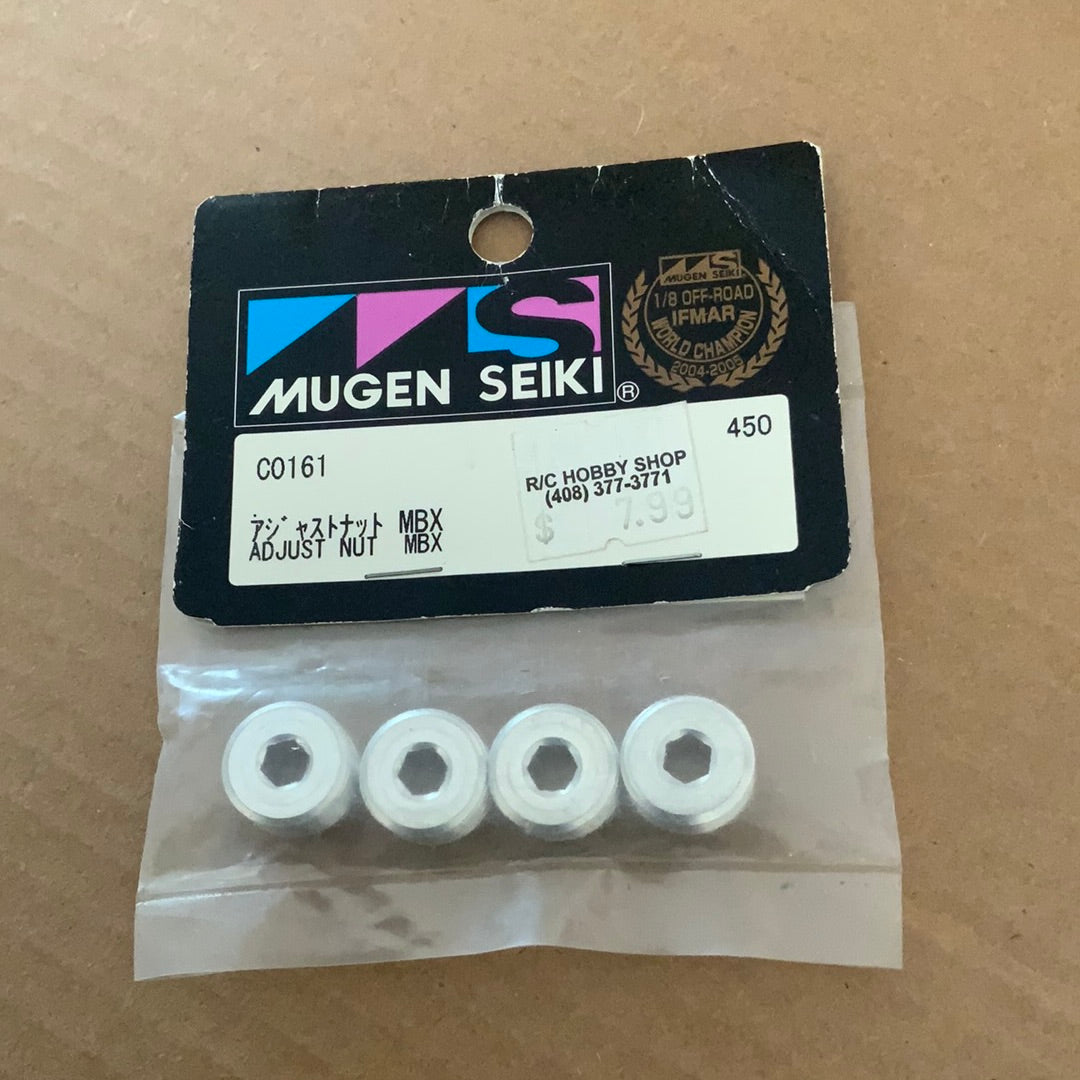 MS
MUGEN SEIKI®
MUGEN SEIKI
1/8 OFF-ROAD
IFMAR
WORLD CHAMPION
2004-2005
C0161
450
R/C HOBBY SHOP
(408) 377-3771
$ 7.99
アジャストナット MBX
ADJUST NUT MBX